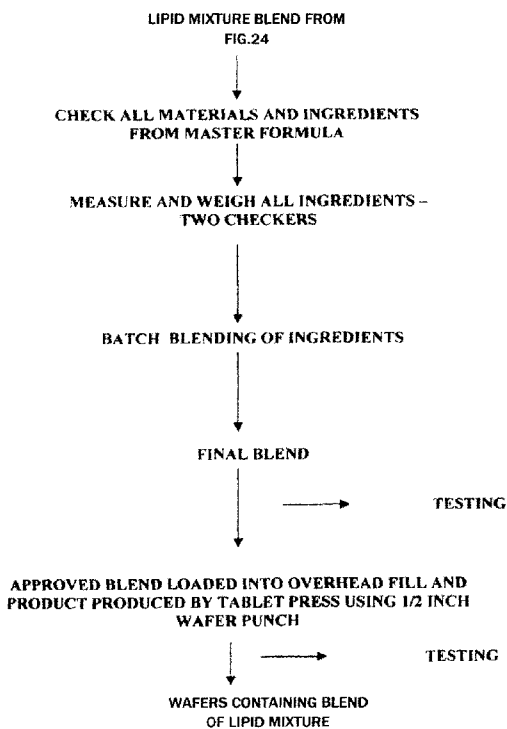 LIPID MIXTURE BLEND FROM
FIG.24
CHECK ALL MATERIALS AND INGREDIENTS
FROM MASTER FORMULA
MEASURE AND WEIGH ALL INGREDIENTS –
TWO CHECKERS
BATCH BLENDING OF INGREDIENTS
FINAL BLEND
TESTING
APPROVED BLEND LOADED INTO OVERHEAD FILL AND
PRODUCT PRODUCED BY TABLET PRESS USING 1/2 INCH
WAFER PUNCH
TESTING
WAFERS CONTAINING BLEND
OF LIPID MIXTURE